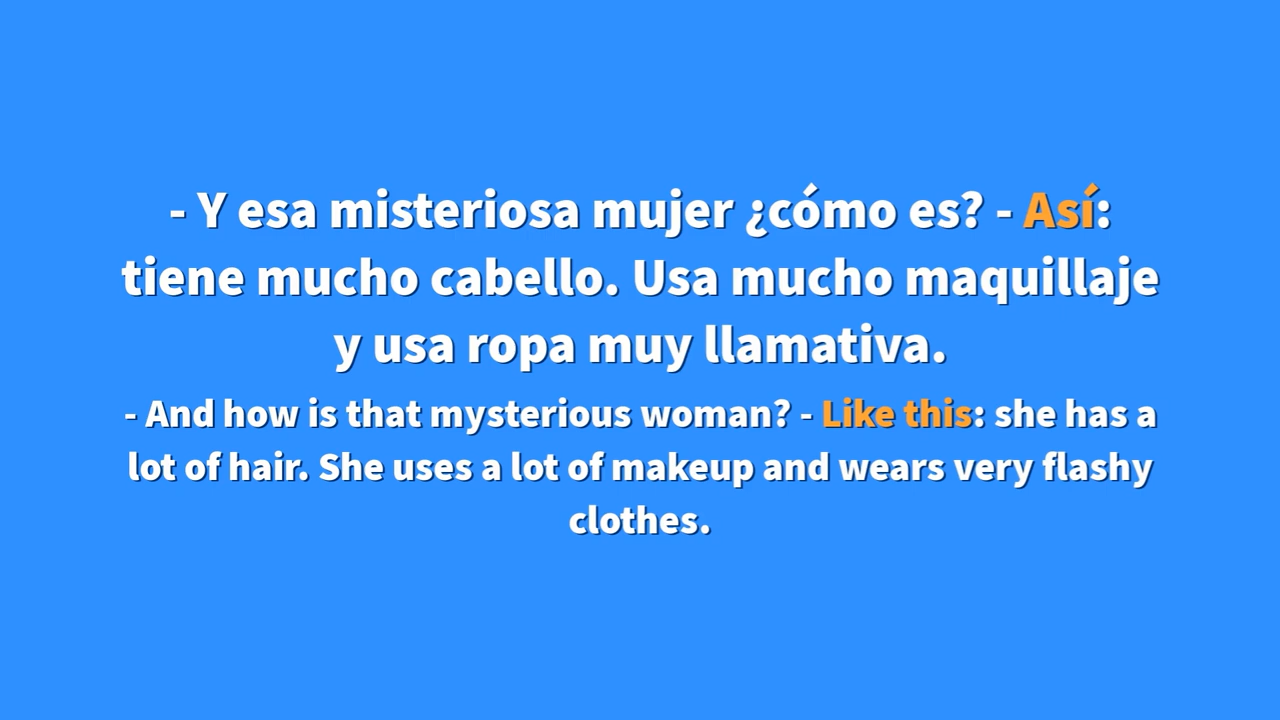 - Y esa misteriosa mujer ¿cómo es? - Así:
tiene mucho cabello. Usa mucho maquillaje
y usa ropa muy llamativa.
- And how is that mysterious woman? - Like this: she has a
lot of hair. She uses a lot of makeup and wears very flashy
clothes.